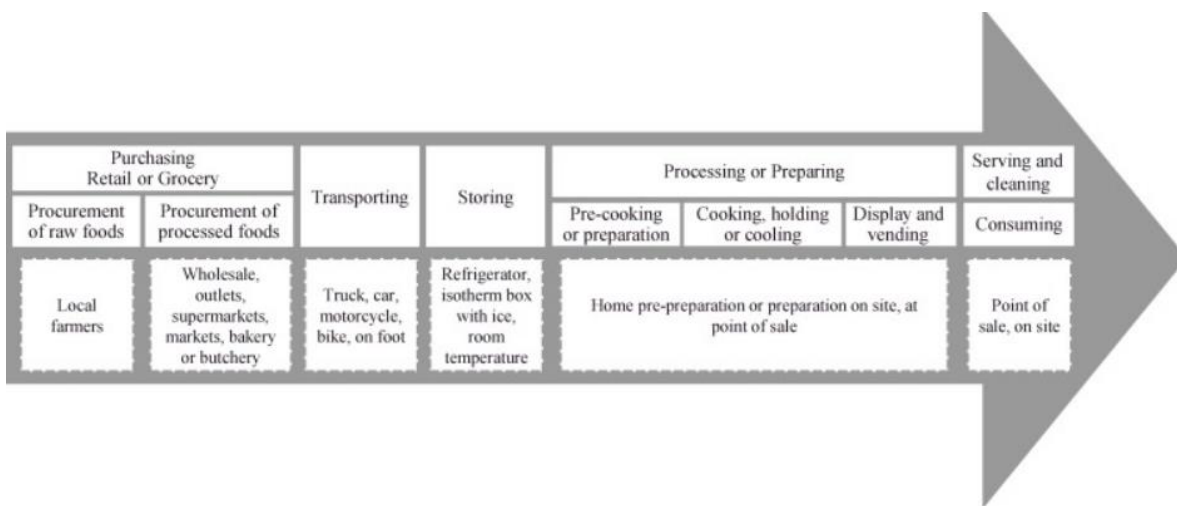 Purchasing
Retail or Grocery
Procurement
of raw foods
Procurement of
processed foods
Transporting
Storing
Processing or Preparing
Pre-cooking
or preparation
Cooking, holding
or cooling
Display and
vending
Serving and
cleaning
Consuming
Local
farmers
Wholesale,
outlets,
supermarkets,
markets, bakery
or butchery
Truck, car,
motorcycle,
bike, on foot
Refrigerator,
isotherm box
with ice,
room
temperature
Home pre-preparation or preparation on site, at
point of sale
Point of
sale, on site